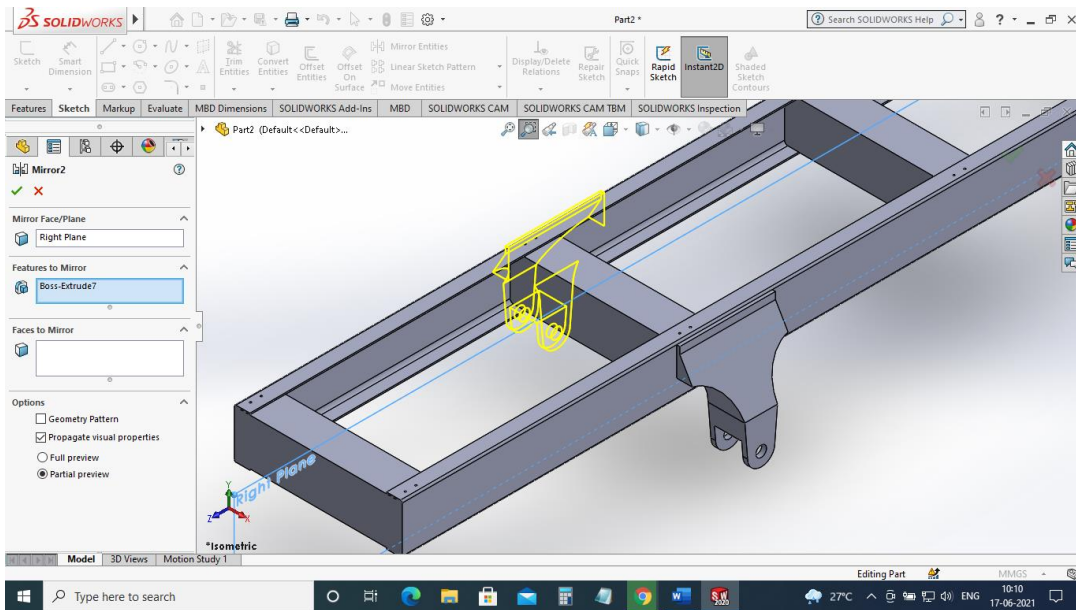 SOLIDWORKS
Part2 *
Search SOLIDWORKS Help
Sketch
Smart Dimension
Trim Entities
Convert Entities
Offset Entities
Offset On Surface
Mirror Entities
Linear Sketch Pattern
Move Entities
Display/Delete Relations
Repair Sketch
Quick Snaps
Rapid Sketch
Instant2D
Shaded Sketch Contours
Features Sketch Markup Evaluate MBD Dimensions SOLIDWORKS Add-Ins MBD SOLIDWORKS CAM SOLIDWORKS CAM TBM SOLIDWORKS Inspection
Part2 (Default<<Default>...
Mirror2
Mirror Face/Plane
Right Plane
Features to Mirror
Boss-Extrude7
Faces to Mirror
Options
Geometry Pattern
Propagate visual properties
Full preview
Partial preview
Right Plane
Y
Z
X
*Isometric
Model 3D Views Motion Study 1
Editing Part
MMGS
Type here to search
27°C
ENG
10:10
17-06-2021